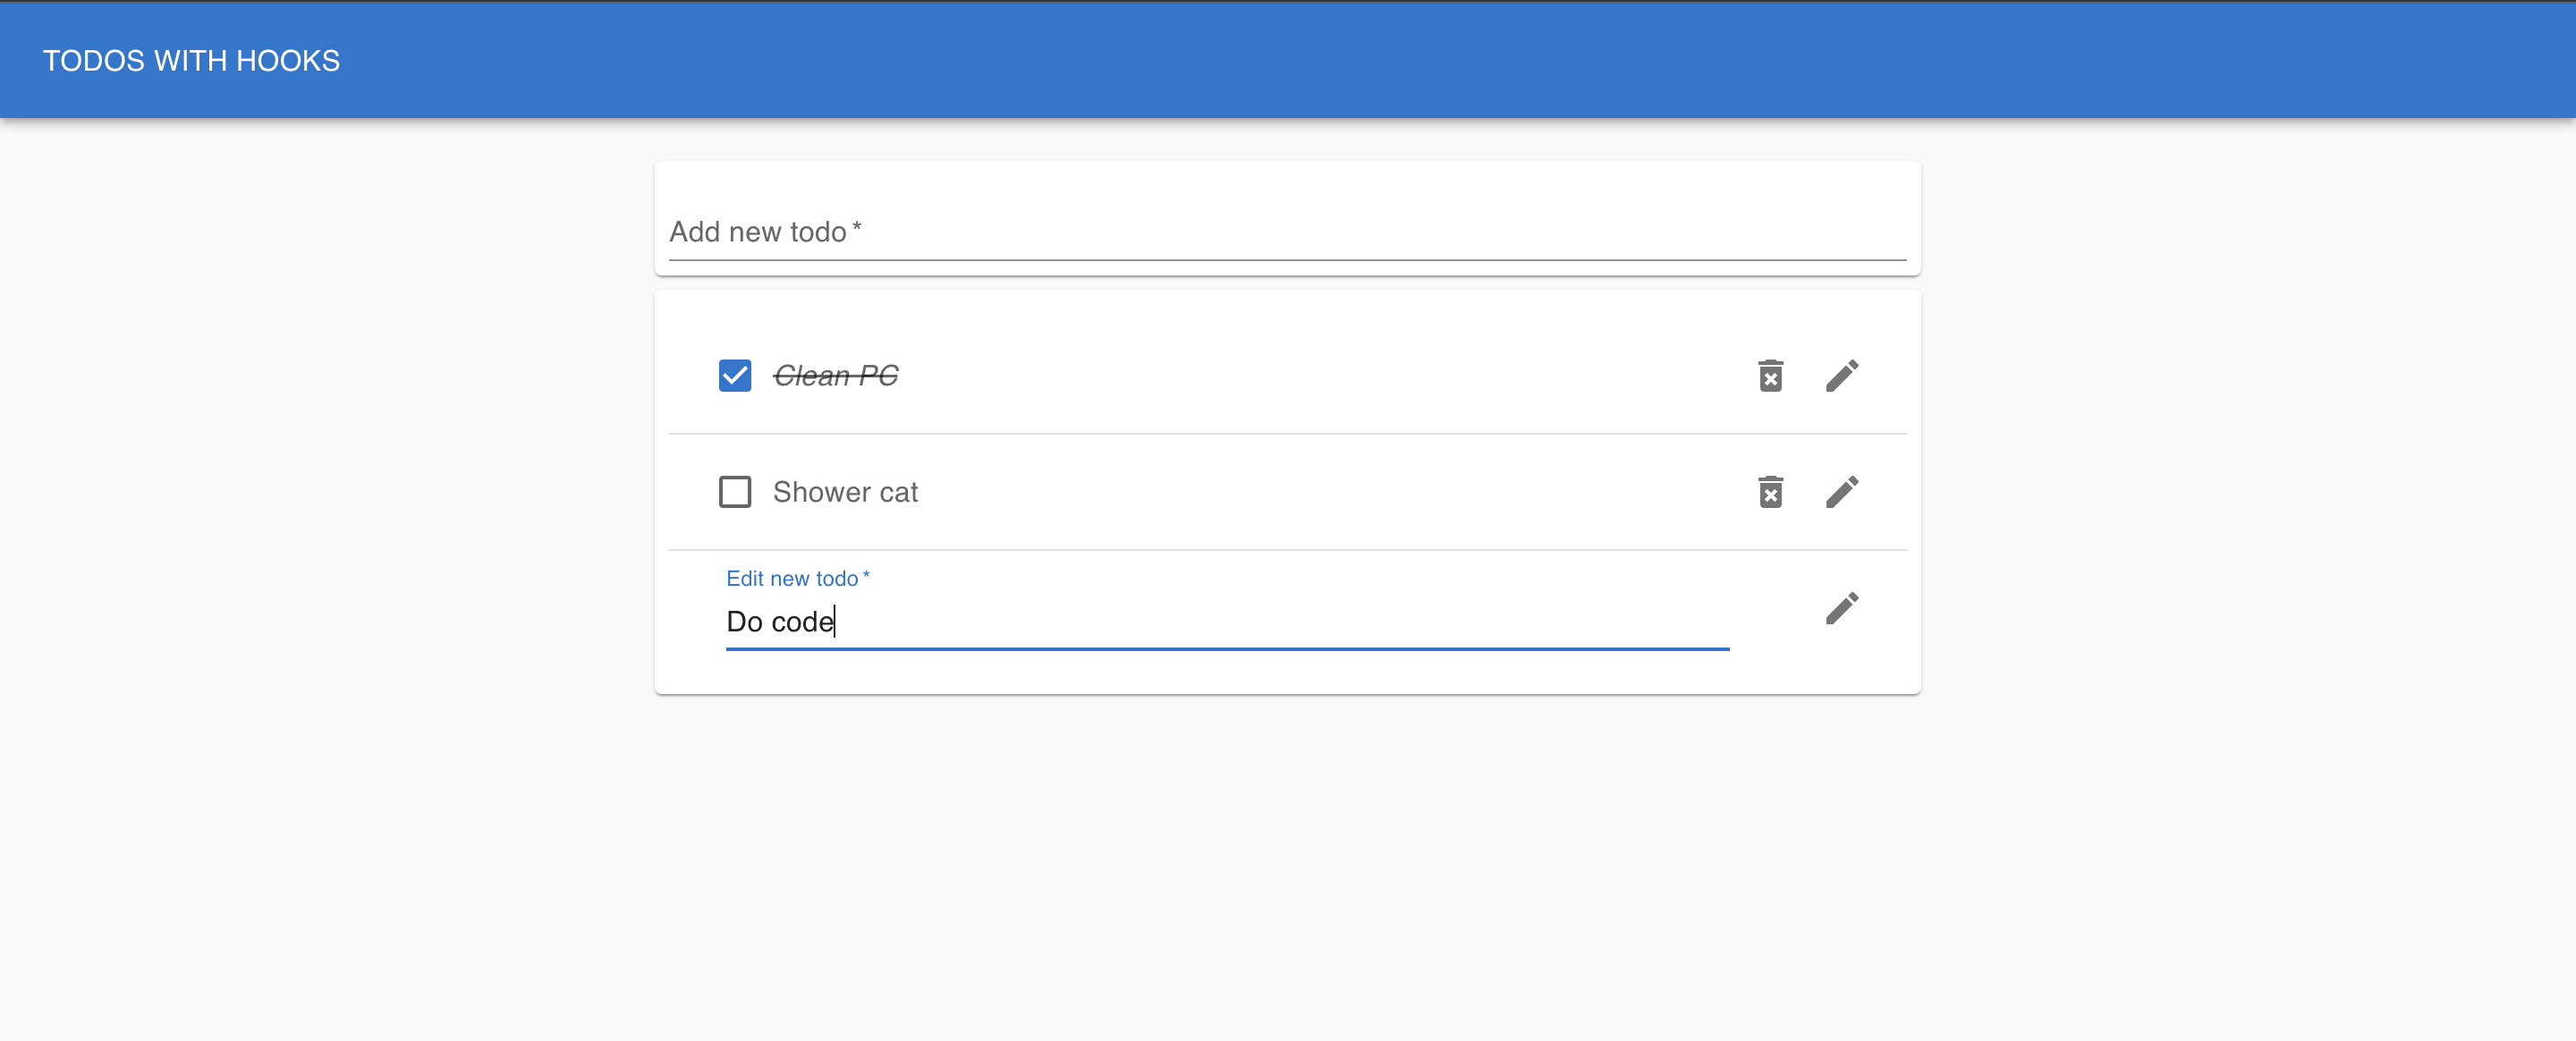 TODOS WITH HOOKS
Add new todo *
Clean PC
Shower cat
Edit new todo *
Do code